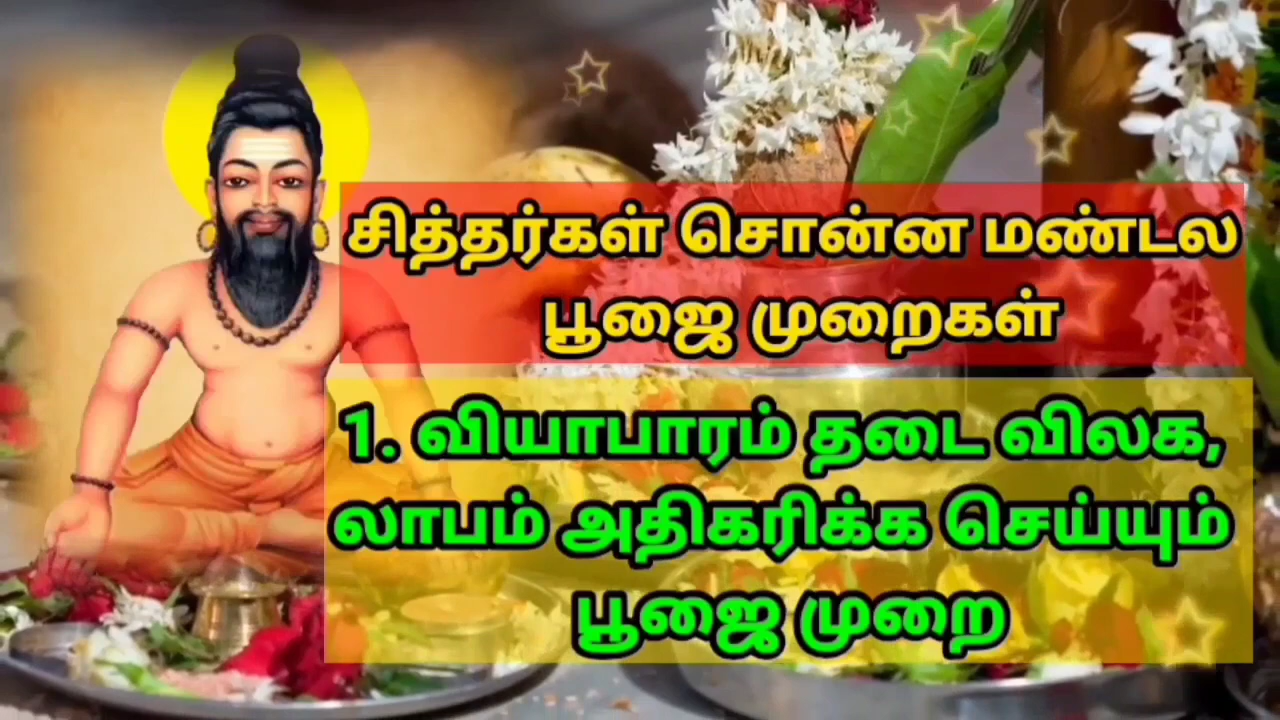 சித்தர்கள் சொன்ன மண்டல
பூஜை முறைகள்
1. வியாபாரம் தடை விலக,
லாபம் அதிகரிக்க செய்யும்
பூஜை முறை